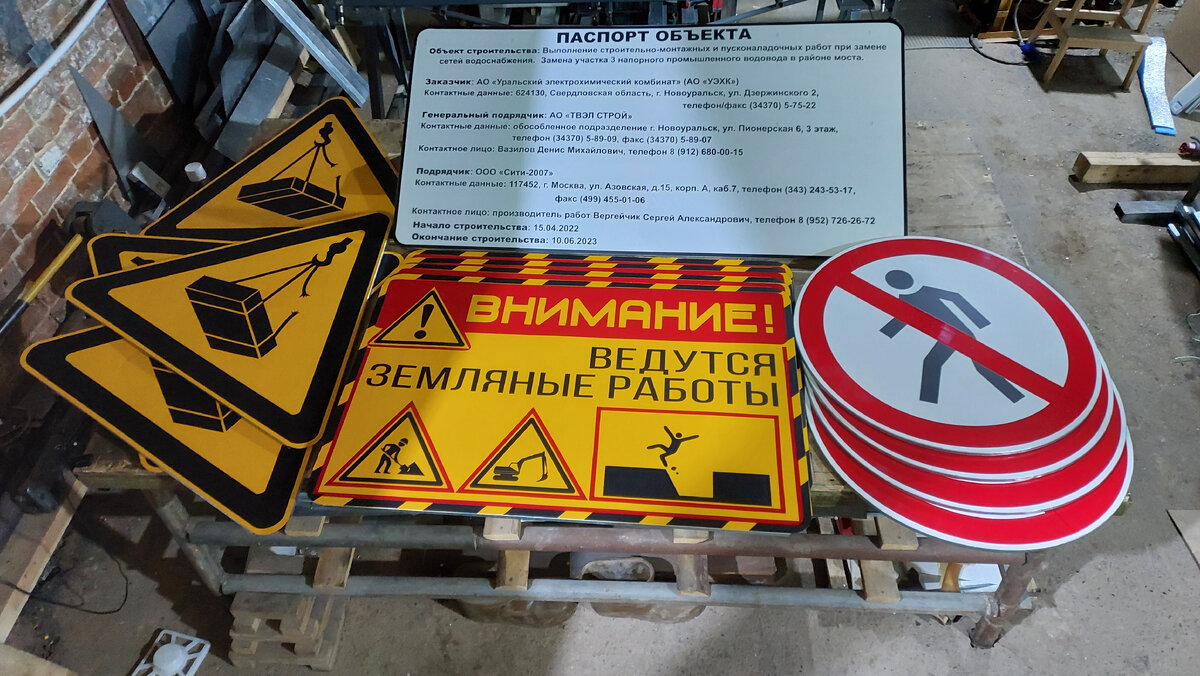 ПАСПОРТ ОБЪЕКТА
Объект строительства: Выполнение строительно-монтажных и пусконаладочных работ при замене
сетей водоснабжения. Замена участка 3 напорного промышленного водовода в районе моста.
Заказчик: АО «Уральский электрохимический комбинат» (АО «УЭХК»)
Контактные данные: 624130, Свердловская область, г. Новоуральск, ул. Дзержинского 2,
телефон/факс (34370) 5-75-22
Генеральный подрядчик: АО «ТВЭЛ СТРОЙ»
Контактные данные: обособленное подразделение г. Новоуральск, ул. Пионерская 6, 3 этаж,
телефон (34370) 5-89-09, факс (34370) 5-89-07
Контактное лицо: Вазилов Денис Михайлович, телефон 8 (912) 680-00-15
Подрядчик: ООО «Сити-2007»
Контактные данные: 117452, г. Москва, ул. Азовская, д.15, корп. А, каб.7, телефон (343) 243-53-17,
факс (499) 455-01-06
Контактное лицо: производитель работ Вергейчик Сергей Александрович, телефон 8 (952) 726-26-72
Начало строительства: 15.04.2022
Окончание строительства: 10.06.2023
ВНИМАНИЕ!
ВЕДУТСЯ
ЗЕМЛЯНЫЕ РАБОТЫ